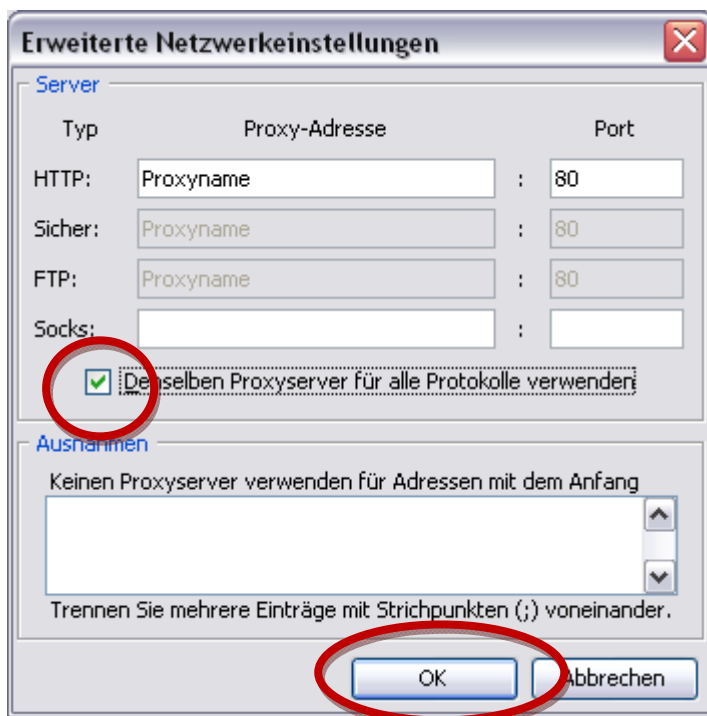 Erweiterte Netzwerkeinstellungen
Server
Typ Proxy-Adresse Port
HTTP: Proxyname : 80
Sicher: Proxyname : 80
FTP: Proxyname : 80
Socks: :
Denselben Proxyserver für alle Protokolle verwenden
Ausnahmen
Keinen Proxyserver verwenden für Adressen mit dem Anfang
Trennen Sie mehrere Einträge mit Strichpunkten (;) voneinander.
OK Abbrechen